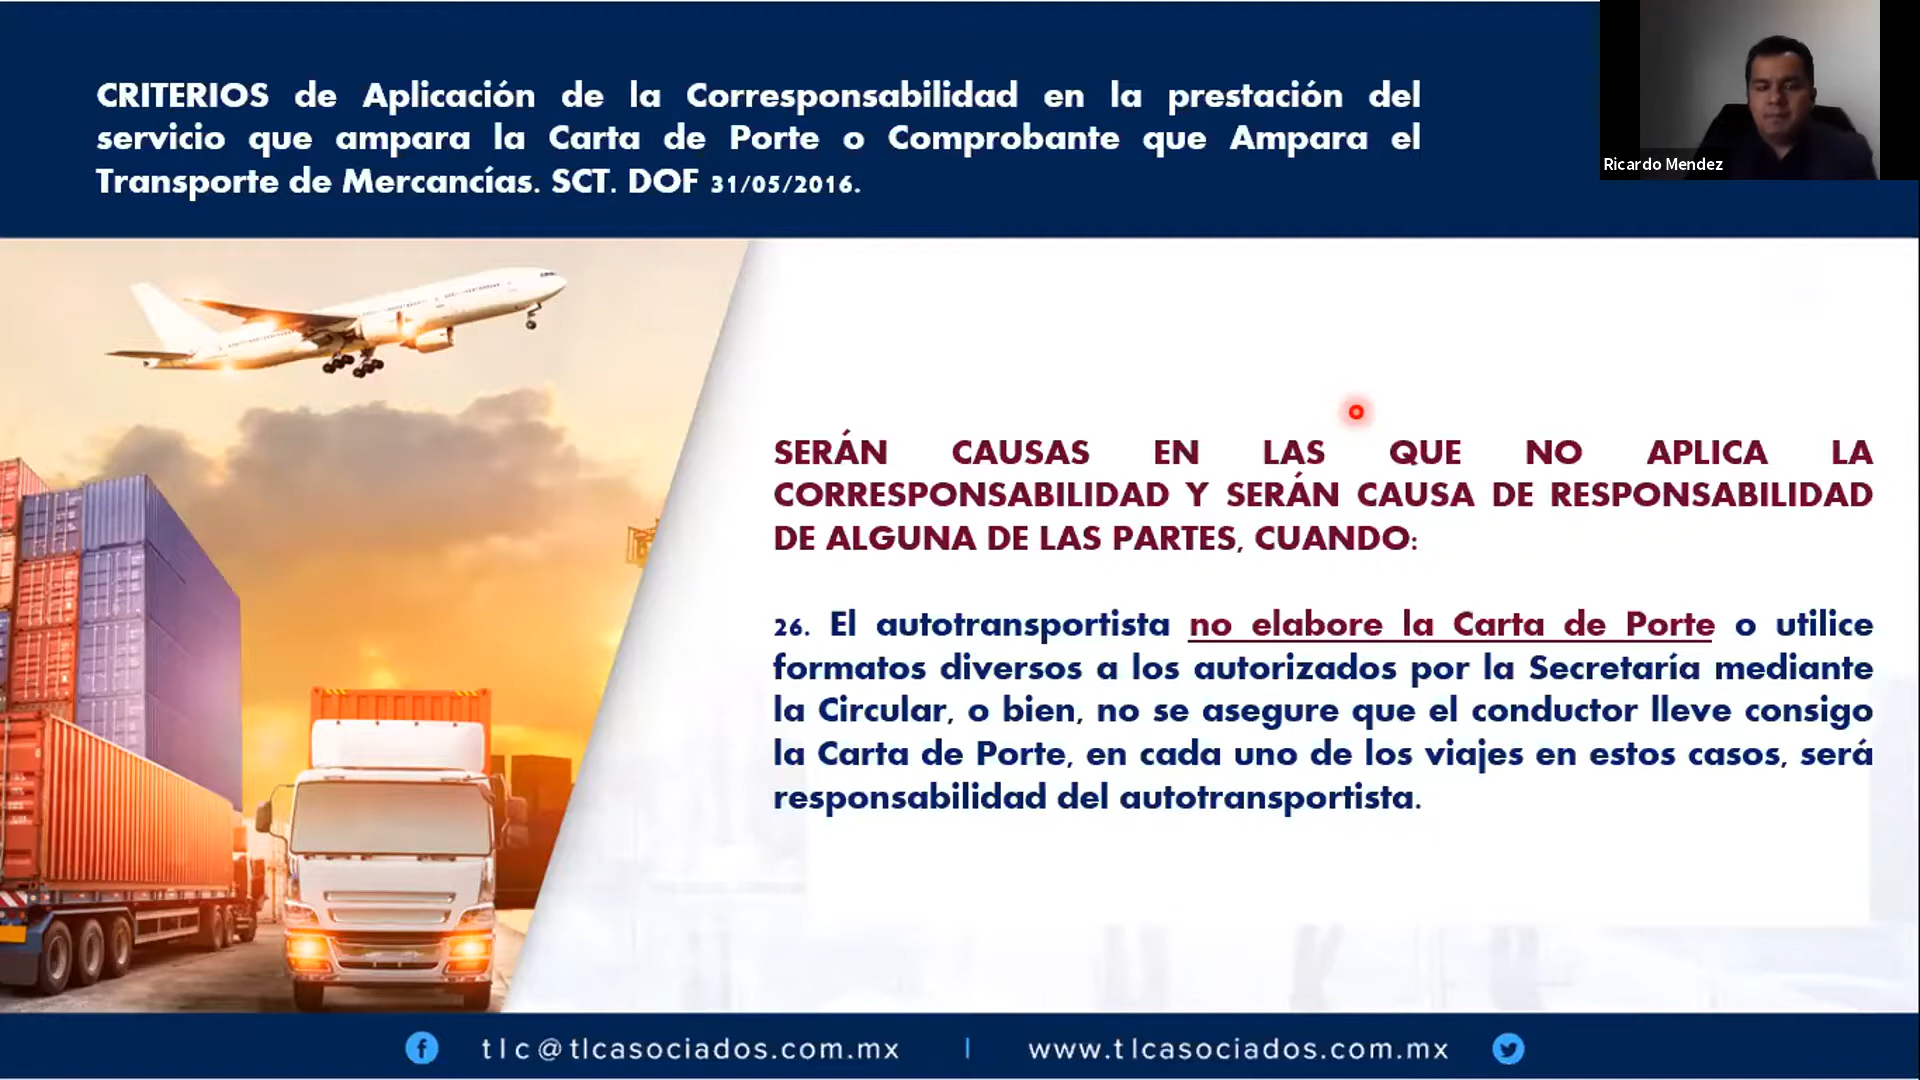 CRITERIOS de Aplicación de la Corresponsabilidad en la prestación del
servicio que ampara la Carta de Porte o Comprobante que Ampara el
Transporte de Mercancías. SCT. DOF 31/05/2016.
Ricardo Mendez
SERÁN CAUSAS EN LAS QUE NO APLICA LA
CORRESPONSABILIDAD Y SERÁN CAUSA DE RESPONSABILIDAD
DE ALGUNA DE LAS PARTES, CUANDO:
26. El autotransportista no elabore la Carta de Porte o utilice
formatos diversos a los autorizados por la Secretaría mediante
la Circular, o bien, no se asegure que el conductor lleve consigo
la Carta de Porte, en cada uno de los viajes en estos casos, será
responsabilidad del autotransportista.
tlc@tlcasociados.com.mx | www.tlcasociados.com.mx